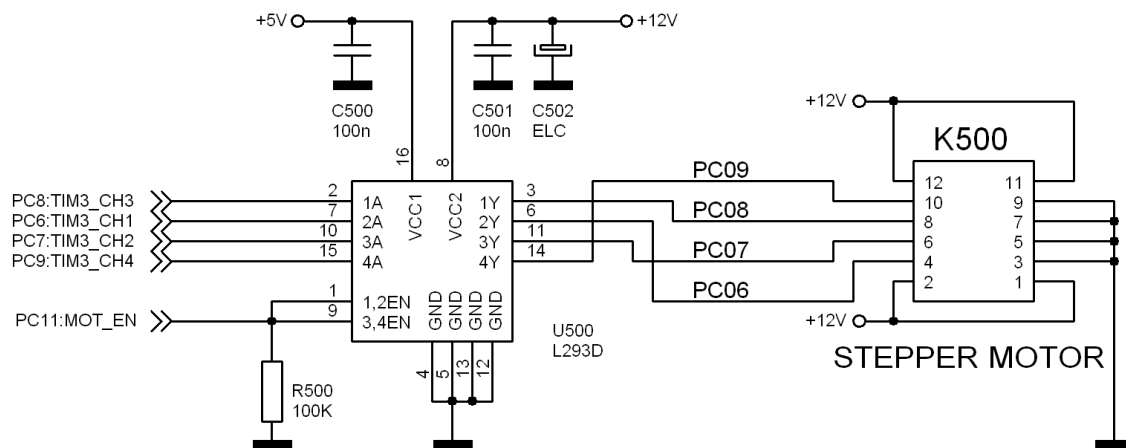 +5V
+12V
C500
100n
C501
100n
C502
ELC
+12V
K500
16
8
VCC1
VCC2
PC8:TIM3_CH3
2
1A
1Y
3
PC6:TIM3_CH1
7
2A
2Y
6
PC7:TIM3_CH2
10
3A
3Y
11
PC9:TIM3_CH4
15
4A
4Y
14
PC09
PC08
PC07
PC06
12
11
10
9
8
7
6
5
4
3
2
1
1
1,2EN
PC11:MOT_EN
9
3,4EN
GND
GND
GND
GND
4
5
13
12
U500
L293D
+12V
STEPPER MOTOR
R500
100K